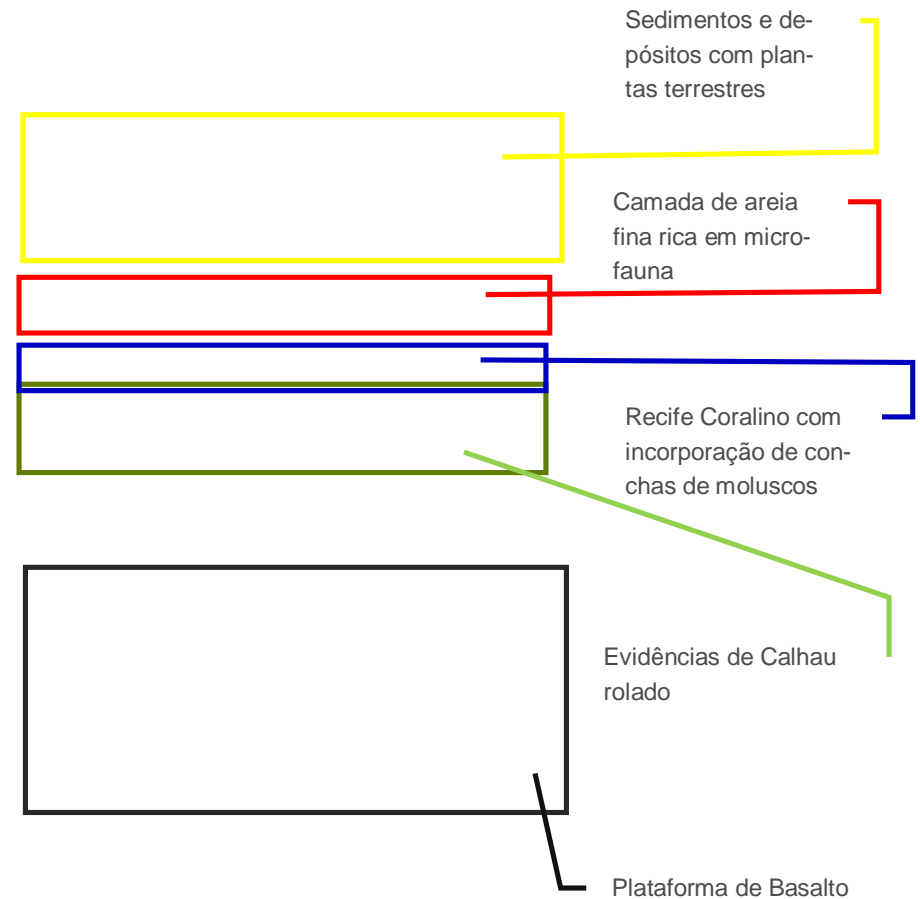 Sedimentos e de-
pósitos com plan-
tas terrestres
Camada de areia
fina rica em micro-
fauna
Recife Coralino com
incorporação de con-
chas de moluscos
Evidências de Calhau
rolado
Plataforma de Basalto